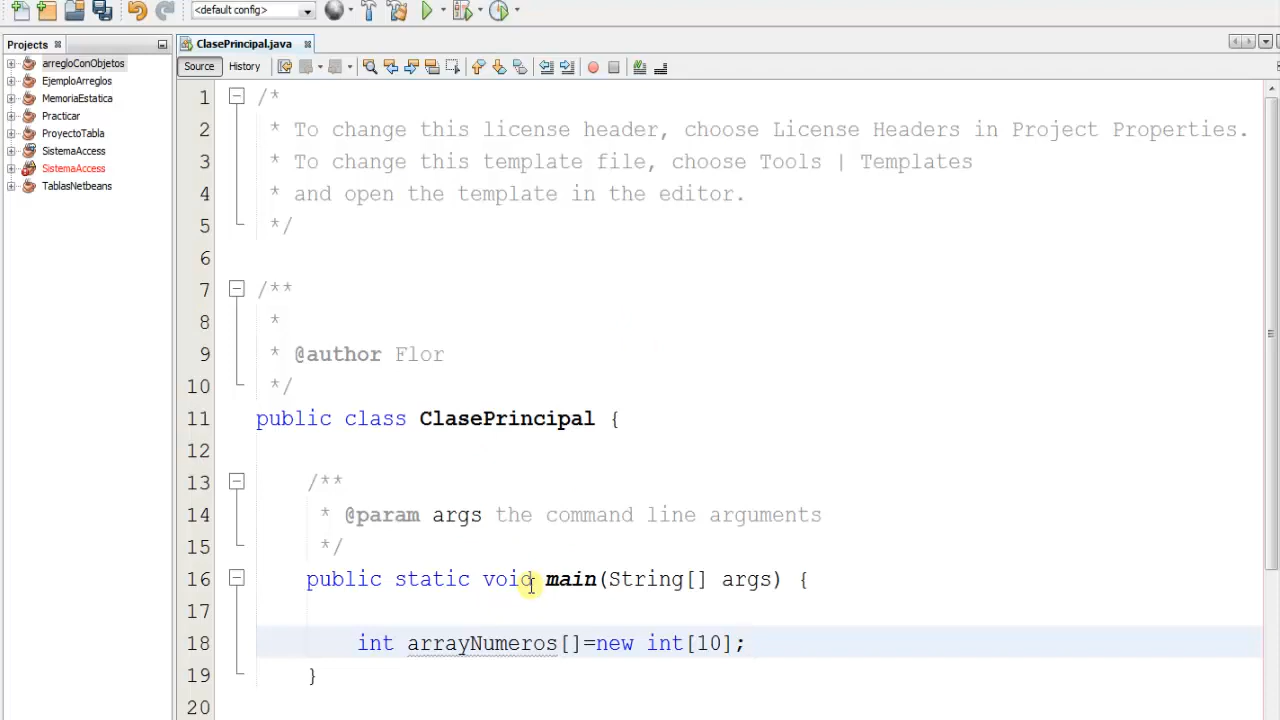 <default config>
Projects
ClasePrincipal.java
Source
History
arregloConObjetos
EjemploArreglos
MemoriaEstatica
Practicar
ProyectoTabla
SistemaAccess
SistemaAccess
TablasNetbeans
1 /*
2 * To change this license header, choose License Headers in Project Properties.
3 * To change this template file, choose Tools | Templates
4 * and open the template in the editor.
5 */
6
7 /**
8 *
9 * @author Flor
10 */
11 public class ClasePrincipal {
12
13 /**
14 * @param args the command line arguments
15 */
16 public static void main(String[] args) {
17
18 int arrayNumeros[]=new int[10];
19 }
20